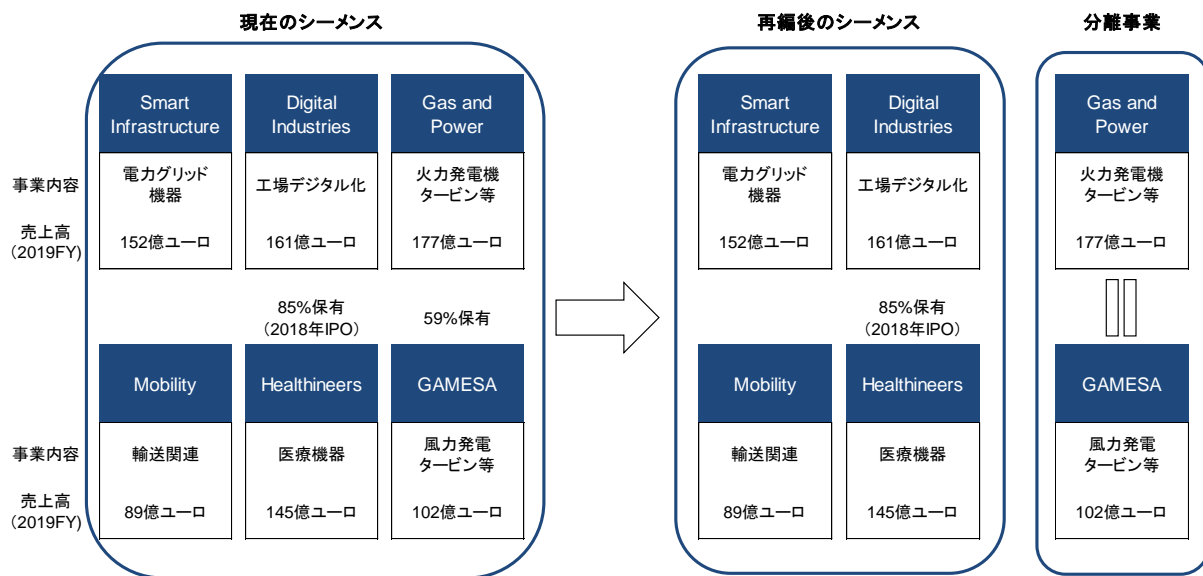 現在のシーメンス
再編後のシーメンス
分離事業
Smart
Infrastructure
Digital
Industries
Gas and
Power
Smart
Infrastructure
Digital
Industries
Gas and
Power
事業内容
電力グリッド
機器
工場デジタル化
火力発電機
タービン等
電力グリッド
機器
工場デジタル化
火力発電機
タービン等
売上高
(2019FY)
152億ユーロ
161億ユーロ
177億ユーロ
152億ユーロ
161億ユーロ
177億ユーロ
85%保有
(2018年IPO)
59%保有
85%保有
(2018年IPO)
Mobility
Healthineers
GAMESA
Mobility
Healthineers
GAMESA
事業内容
輸送関連
医療機器
風力発電
タービン等
輸送関連
医療機器
風力発電
タービン等
売上高
(2019FY)
89億ユーロ
145億ユーロ
102億ユーロ
89億ユーロ
145億ユーロ
102億ユーロ